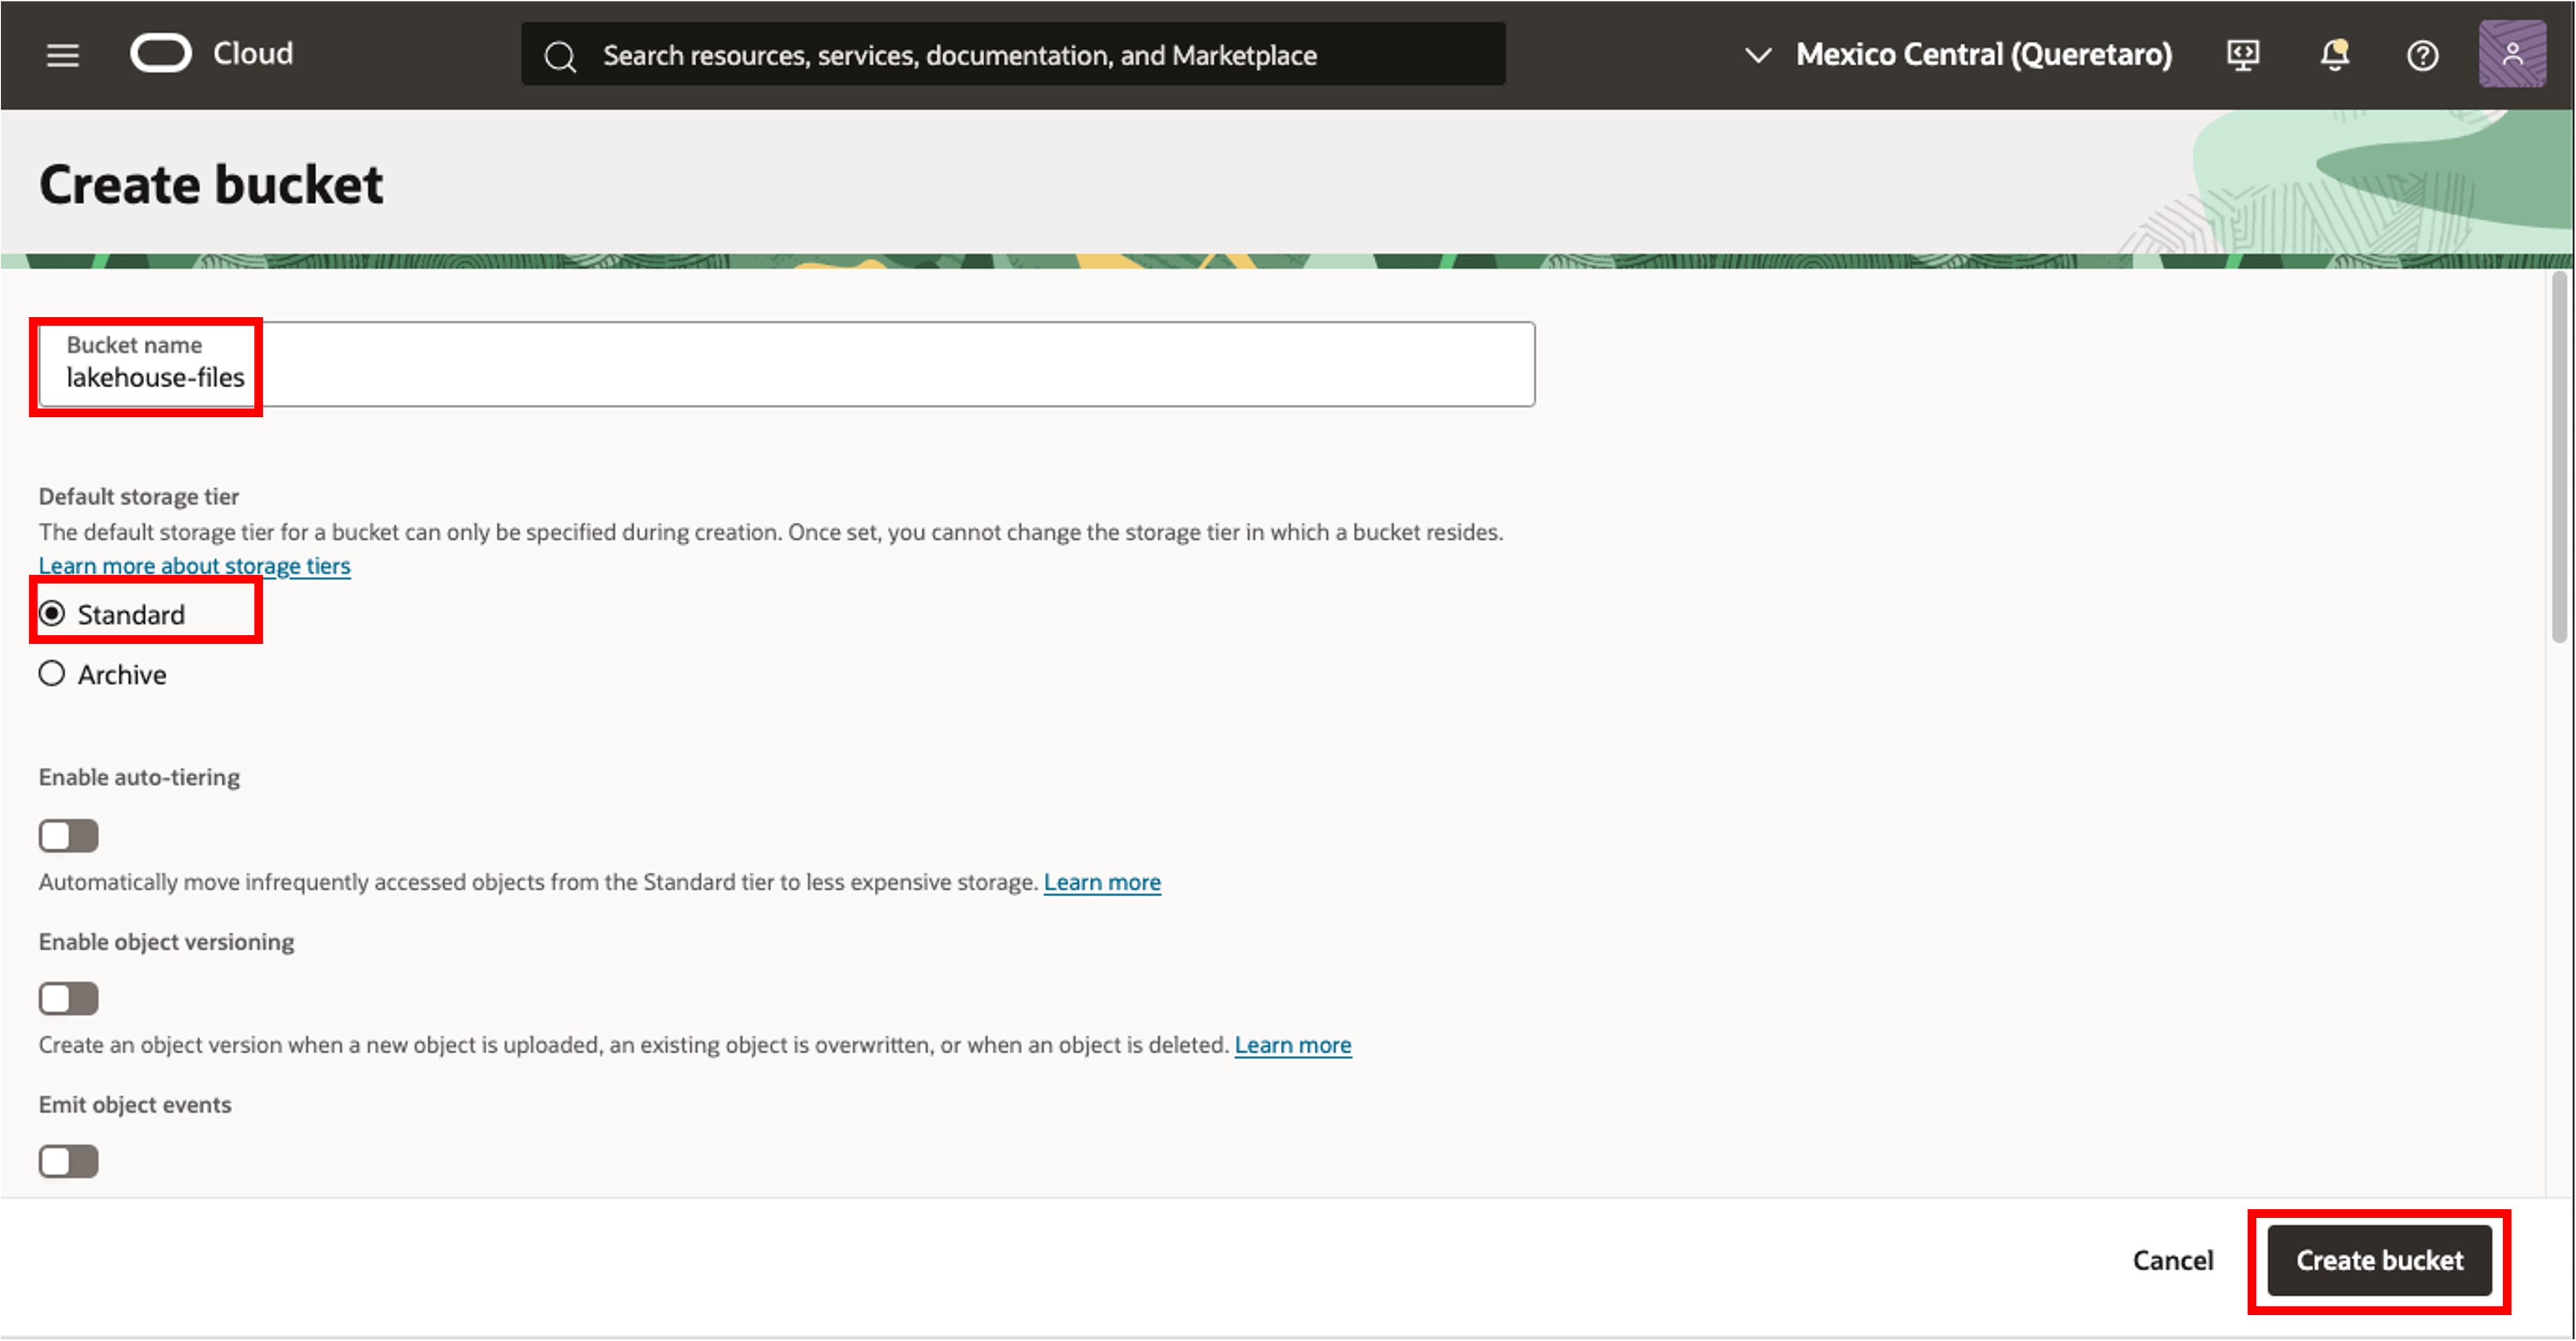 Cloud
Search resources, services, documentation, and Marketplace
Mexico Central (Queretaro)
Create bucket
Bucket name
lakehouse-files
Default storage tier
The default storage tier for a bucket can only be specified during creation. Once set, you cannot change the storage tier in which a bucket resides.
Learn more about storage tiers
Standard
Archive
Enable auto-tiering
Automatically move infrequently accessed objects from the Standard tier to less expensive storage. Learn more
Enable object versioning
Create an object version when a new object is uploaded, an existing object is overwritten, or when an object is deleted. Learn more
Emit object events
Cancel
Create bucket